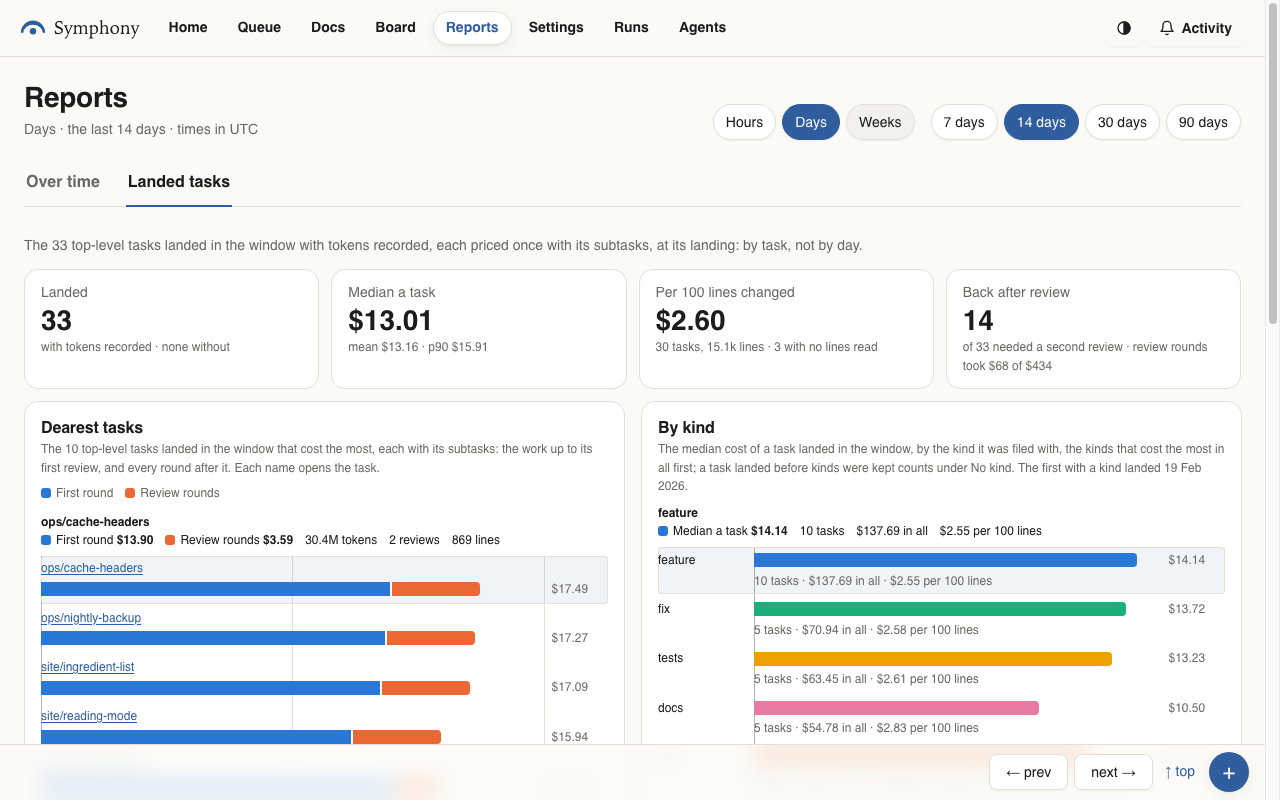 Symphony Home Queue Docs Board Reports Settings Runs Agents Activity
Reports
Days · the last 14 days · times in UTC
Hours Days Weeks 7 days 14 days 30 days 90 days
Over time Landed tasks
The 33 top-level tasks landed in the window with tokens recorded, each priced once with its subtasks, at its landing: by task, not by day.
Landed
33
with tokens recorded · none without
Median a task
$13.01
mean $13.16 · p90 $15.91
Per 100 lines changed
$2.60
30 tasks, 15.1k lines · 3 with no lines read
Back after review
14
of 33 needed a second review · review rounds
took $68 of $434
Dearest tasks
The 10 top-level tasks landed in the window that cost the most, each with its subtasks: the work up to its
first review, and every round after it. Each name opens the task.
First round Review rounds
ops/cache-headers
First round $13.90 Review rounds $3.59 30.4M tokens 2 reviews 869 lines
ops/cache-headers
$17.49
ops/nightly-backup
$17.27
site/ingredient-list
$17.09
site/reading-mode
$15.94
By kind
The median cost of a task landed in the window, by the kind it was filed with, the kinds that cost the most in
all first; a task landed before kinds were kept counts under No kind. The first with a kind landed 19 Feb
2026.
feature
Median a task $14.14 10 tasks $137.69 in all $2.55 per 100 lines
feature $14.14
10 tasks · $137.69 in all · $2.55 per 100 lines
fix $13.72
5 tasks · $70.94 in all · $2.58 per 100 lines
tests $13.23
5 tasks · $63.45 in all · $2.61 per 100 lines
docs $10.50
5 tasks · $54.78 in all · $2.83 per 100 lines
← prev next → ↑ top +